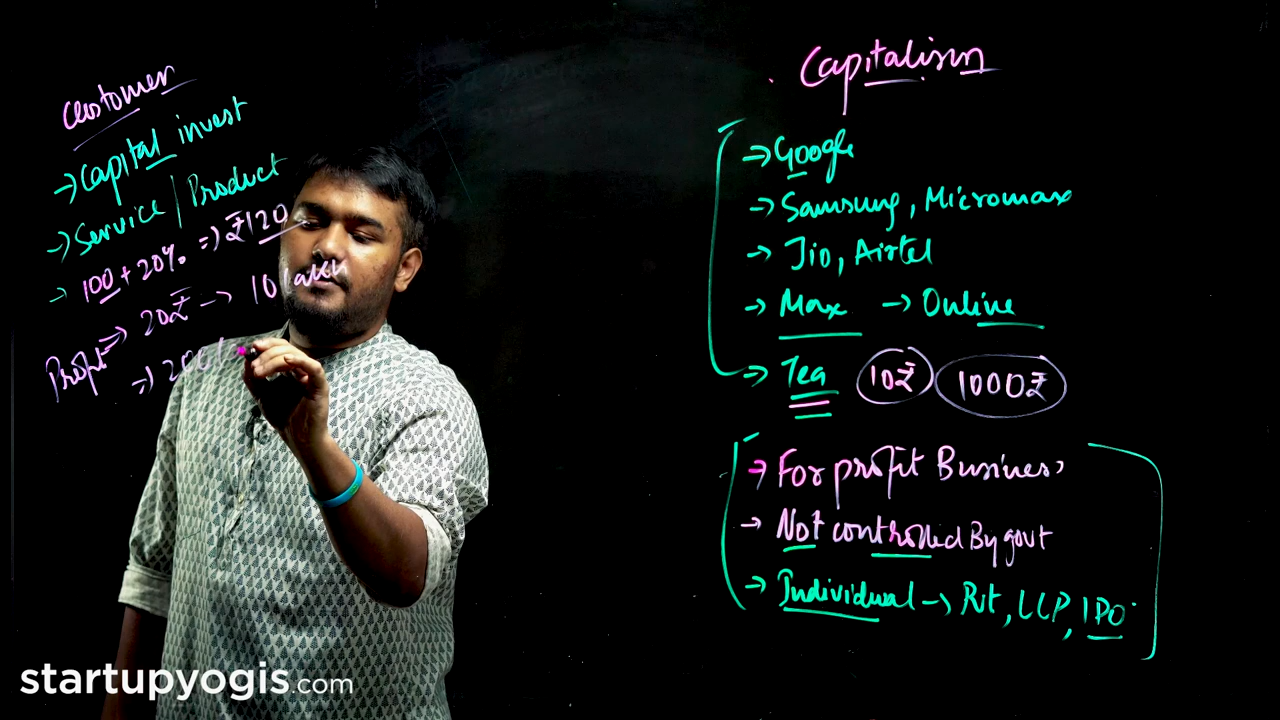 Customer
→ Capital invest
→ Service | Product
→ 100 + 20% ⇒ ₹120
Profit ⇒ 20₹ → 10 lakh
⇒ 200 L
Capitalism
→ Google
→ Samsung, Micromax
→ Jio, Airtel
→ Max → Online
→ Tea 10₹ 1000₹
→ For profit Business
→ Not controlled By govt
→ Individual → Pvt, LLP, IPO
startupyogis.com